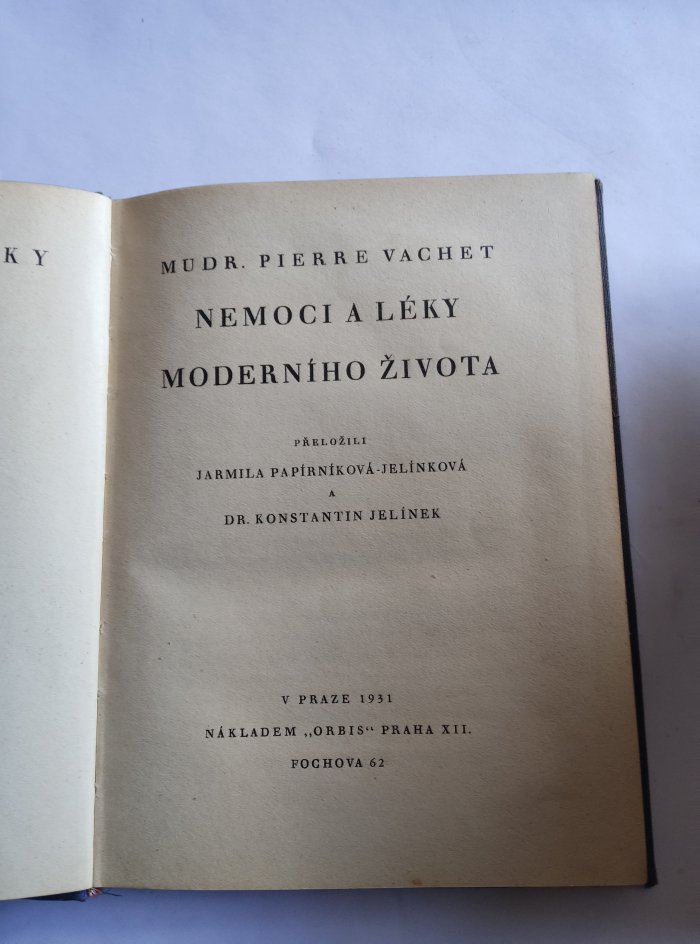 KY
MUDR. PIERRE VACHET
NEMOCI A LÉKY
MODERNÍHO ŽIVOTA
PŘELOŽILI
JARMILA PAPÍRNÍKOVÁ-JELÍNKOVÁ
A
DR. KONSTANTIN JELÍNEK
V PRAZE 1931
NÁKLADEM „ORBIS“ PRAHA XII.
FOCHOVA 62